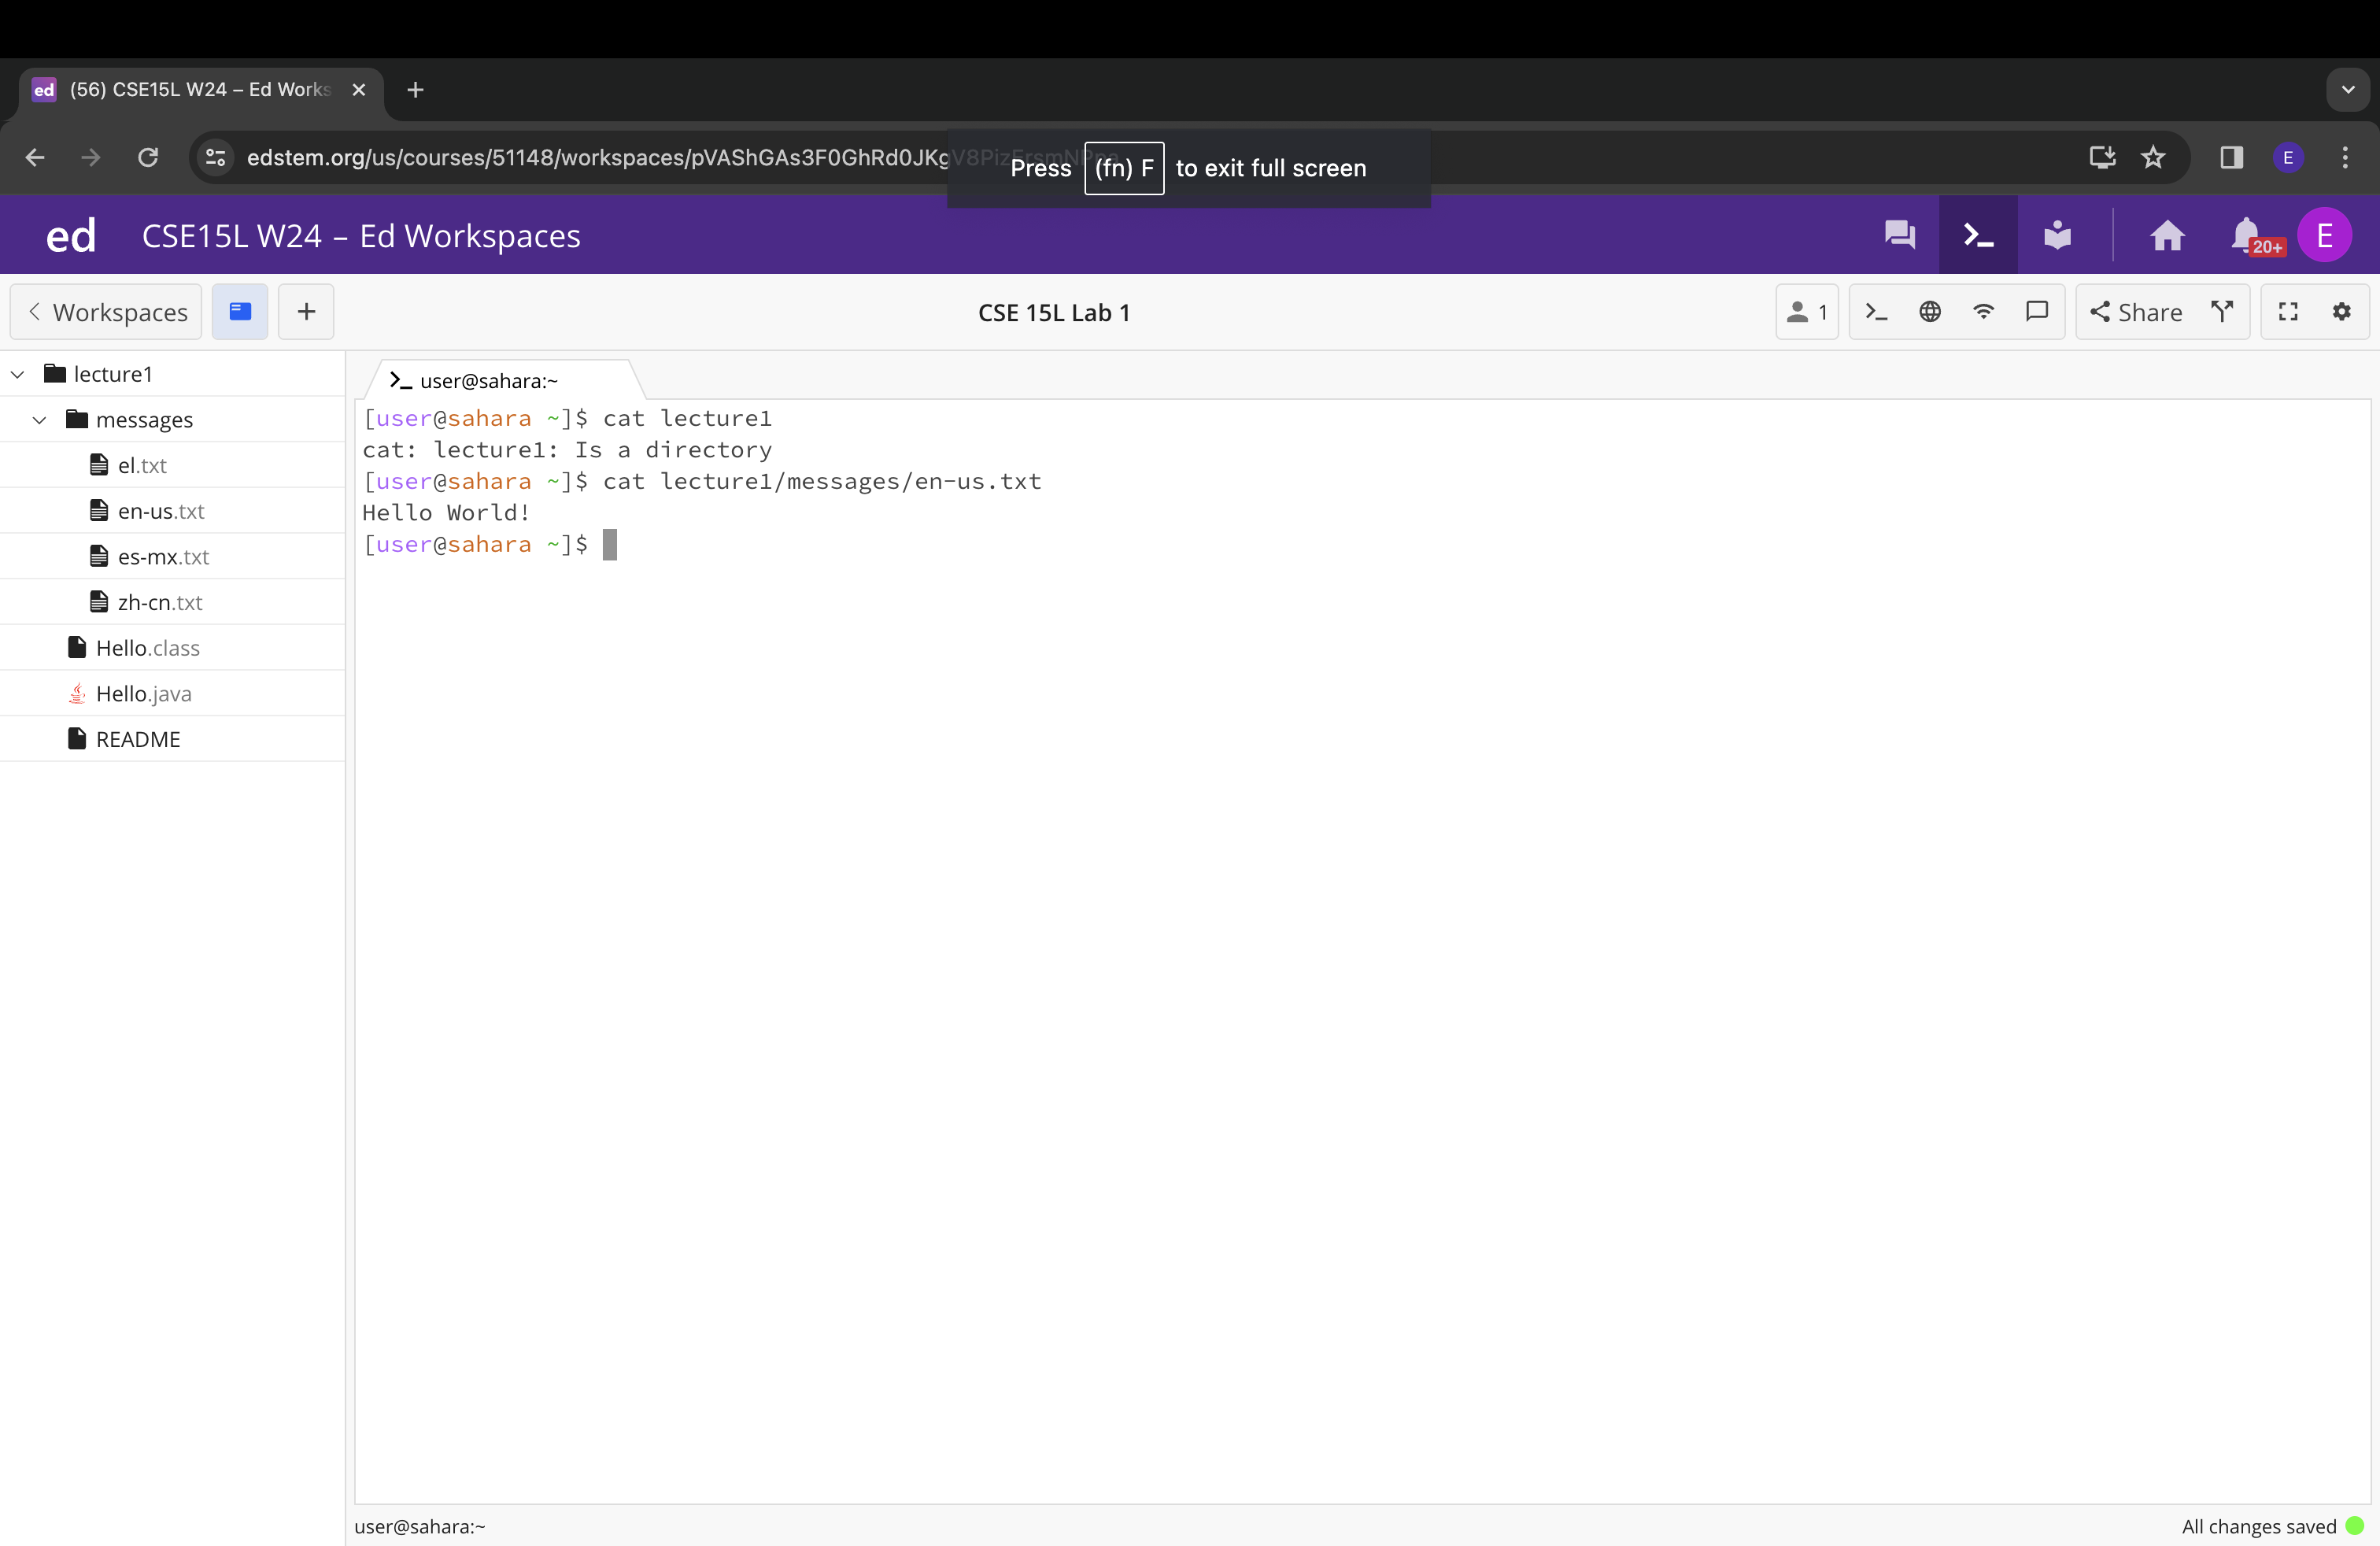 ed (56) CSE15L W24 – Ed Works
edstem.org/us/courses/51148/workspaces/pVAShGAs3F0GhRd0JKg
Press (fn) F to exit full screen
E
ed CSE15L W24 – Ed Workspaces
20+
E
Workspaces
CSE 15L Lab 1
1
Share
lecture1
messages
el.txt
en-us.txt
es-mx.txt
zh-cn.txt
Hello.class
Hello.java
README
user@sahara:~
[user@sahara ~]$ cat lecture1
cat: lecture1: Is a directory
[user@sahara ~]$ cat lecture1/messages/en-us.txt
Hello World!
[user@sahara ~]$
user@sahara:~
All changes saved